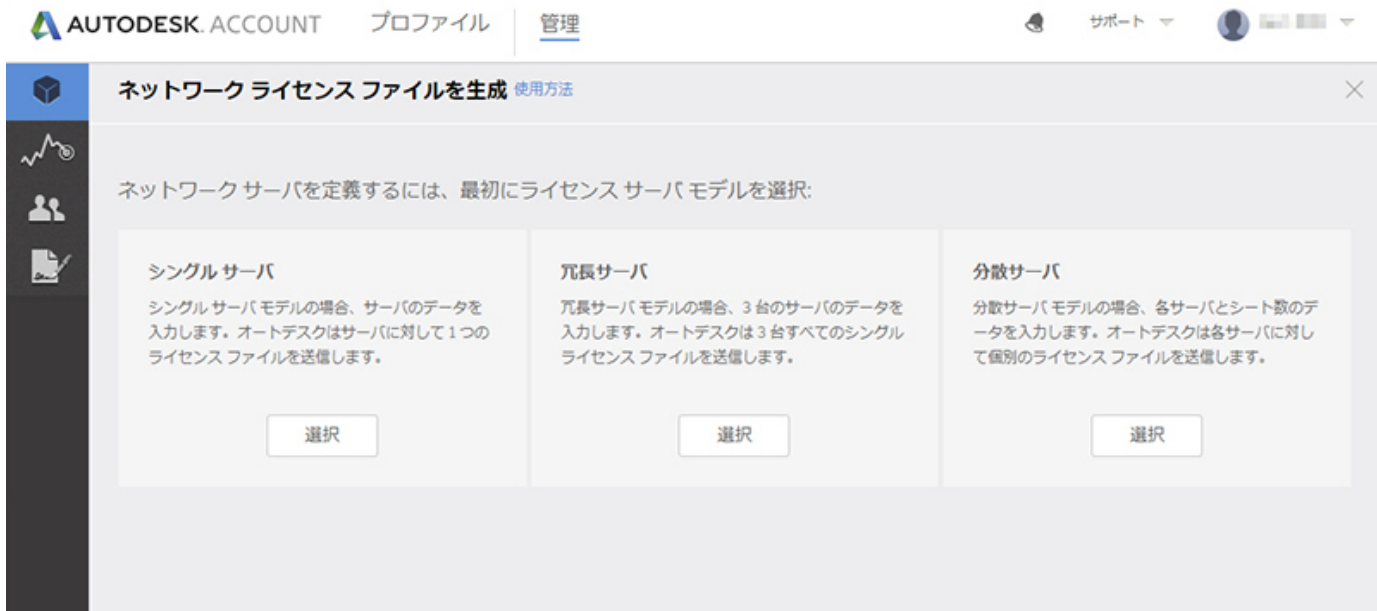 AUTODESK. ACCOUNT プロファイル 管理 サポート
ネットワーク ライセンス ファイルを生成 使用方法
ネットワーク サーバを定義するには、最初にライセンス サーバ モデルを選択:
シングル サーバ
シングル サーバ モデルの場合、サーバのデータを
入力します。オートデスクはサーバに対して 1 つの
ライセンス ファイルを送信します。
選択
冗長サーバ
冗長サーバ モデルの場合、3 台のサーバのデータを
入力します。オートデスクは 3 台すべてのシングル
ライセンス ファイルを送信します。
選択
分散サーバ
分散サーバ モデルの場合、各サーバとシート数のデ
ータを入力します。オートデスクは各サーバに対し
て個別のライセンス ファイルを送信します。
選択